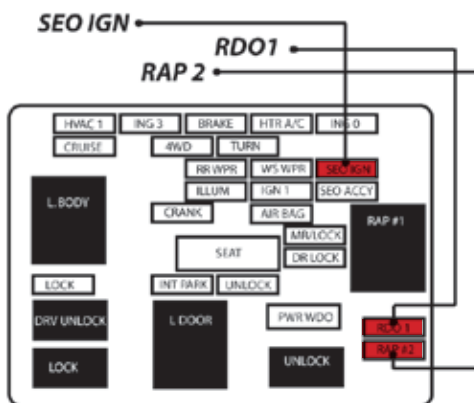 SEO IGN
RDO1
RAP 2
HVAC 1 ING 3 BRAKE HTR A/C ING 0
CRUISE 4WD TURN
RR WPR WS WPR SEO IGN
L.BODY ILLUM IGN 1 SEO ACCY
CRANK AIR BAG RAP #1
MR/LOCK
SEAT DR LOCK
LOCK INT PARK UNLOCK
DRV UNLOCK L DOOR PWR WDO RDO 1
RAP #2
LOCK UNLOCK